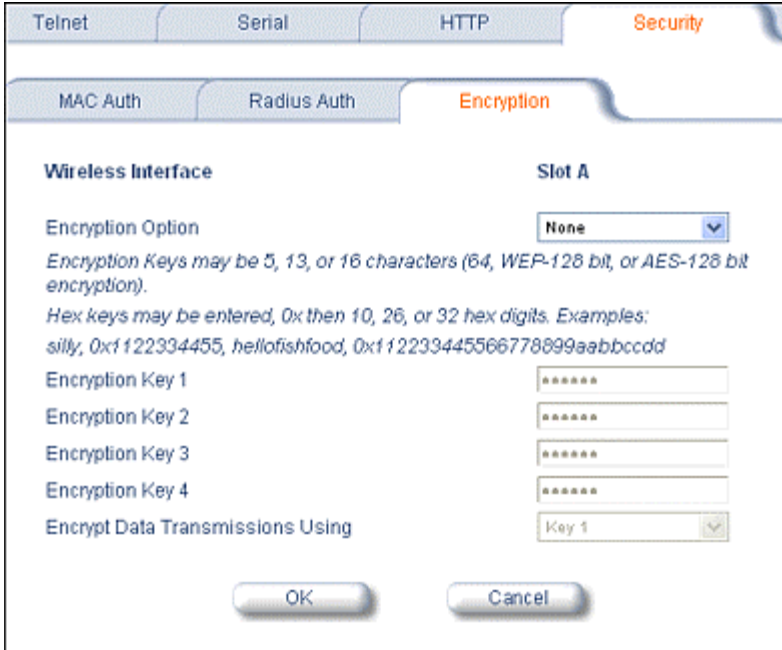 Telnet Serial HTTP Security
MAC Auth Radius Auth Encryption
Wireless Interface Slot A
Encryption Option None
Encryption Keys may be 5, 13, or 16 characters (64, WEP-128 bit, or AES-128 bit
encryption).
Hex keys may be entered, 0x then 10, 26, or 32 hex digits. Examples:
silly, 0x1122334455, hellofishfood, 0x112233445566778899aabbccdd
Encryption Key 1 ******
Encryption Key 2 ******
Encryption Key 3 ******
Encryption Key 4 ******
Encrypt Data Transmissions Using Key 1
OK Cancel